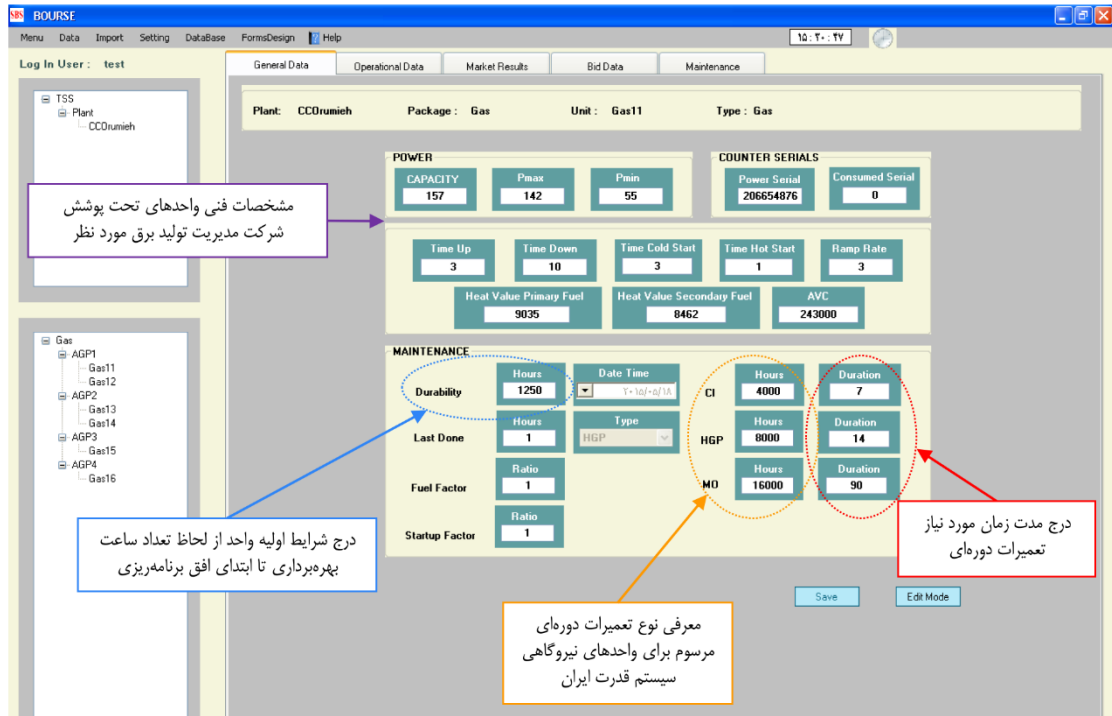 SBS BOURSE
Menu Data Import Setting DataBase FormsDesign Help ۱۵:۳۰:۴۷
Log In User : test
General Data Operational Data Market Results Bid Data Maintenance
TSS
Plant
CCOrumieh
Plant: CCOrumieh Package : Gas Unit : Gas11 Type : Gas
POWER
CAPACITY Pmax Pmin
157 142 55
COUNTER SERIALS
Power Serial Consumed Serial
206654876 0
مشخصات فنی واحدهای تحت پوشش
شرکت مدیریت تولید برق مورد نظر
Time Up Time Down Time Cold Start Time Hot Start Ramp Rate
3 10 3 1 3
Heat Value Primary Fuel Heat Value Secondary Fuel AVC
9035 8462 243000
Gas
AGP1
Gas11
Gas12
AGP2
Gas13
Gas14
AGP3
Gas15
AGP4
Gas16
MAINTENANCE
Hours Date Time Hours Duration
Durability 1250 ۲۰۱۵/۰۵/۱۸ CI 4000 7
Hours Type Hours Duration
Last Done 1 HGP HGP 8000 14
Ratio Hours Duration
Fuel Factor 1 MO 16000 90
Ratio
Startup Factor 1
درج شرایط اولیه واحد از لحاظ تعداد ساعت
بهره‌برداری تا ابتدای افق برنامه‌ریزی
درج مدت زمان مورد نیاز
تعمیرات دوره‌ای
Save Edit Mode
معرفی نوع تعمیرات دوره‌ای
مرسوم برای واحدهای نیروگاهی
سیستم قدرت ایران